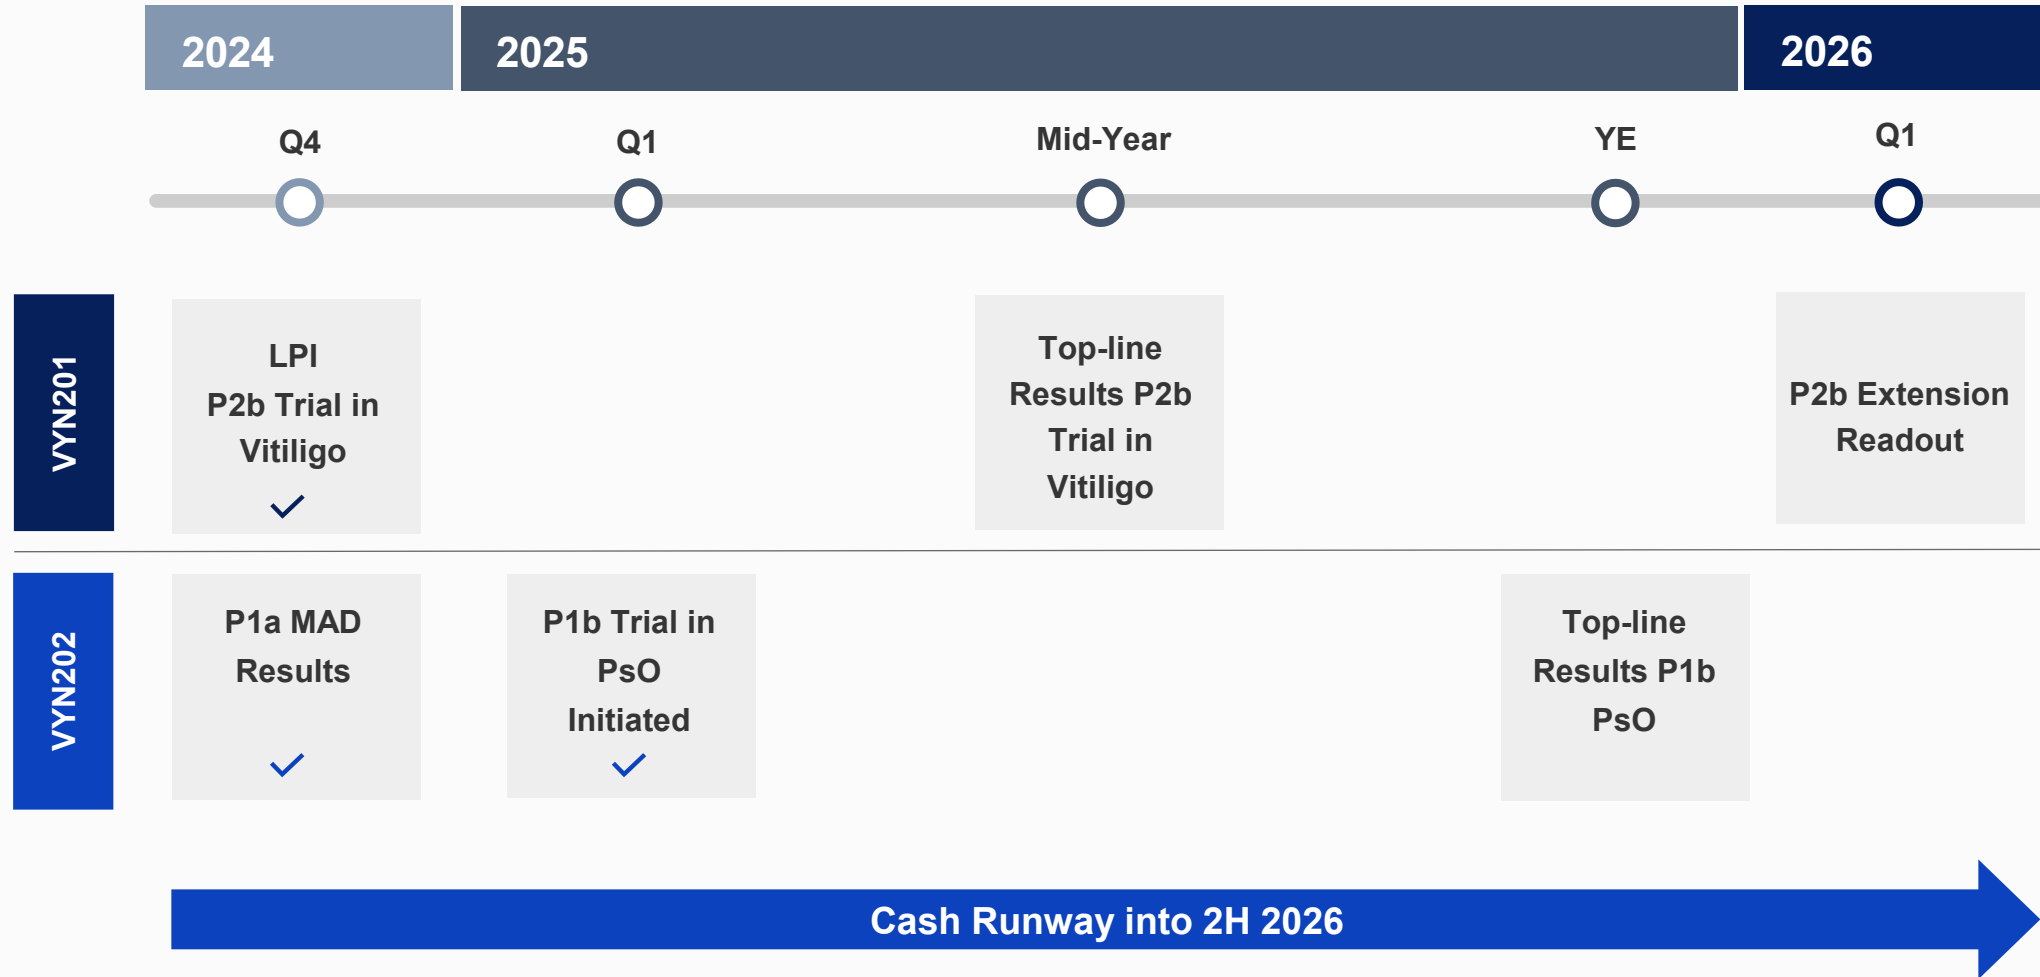 2024
2025
2026
Q4
Q1
Mid-Year
YE
Q1
VYN201
LPI
P2b Trial in
Vitiligo
Top-line
Results P2b
Trial in
Vitiligo
P2b Extension
Readout
VYN202
P1a MAD
Results
P1b Trial in
PsO
Initiated
Top-line
Results P1b
PsO
Cash Runway into 2H 2026